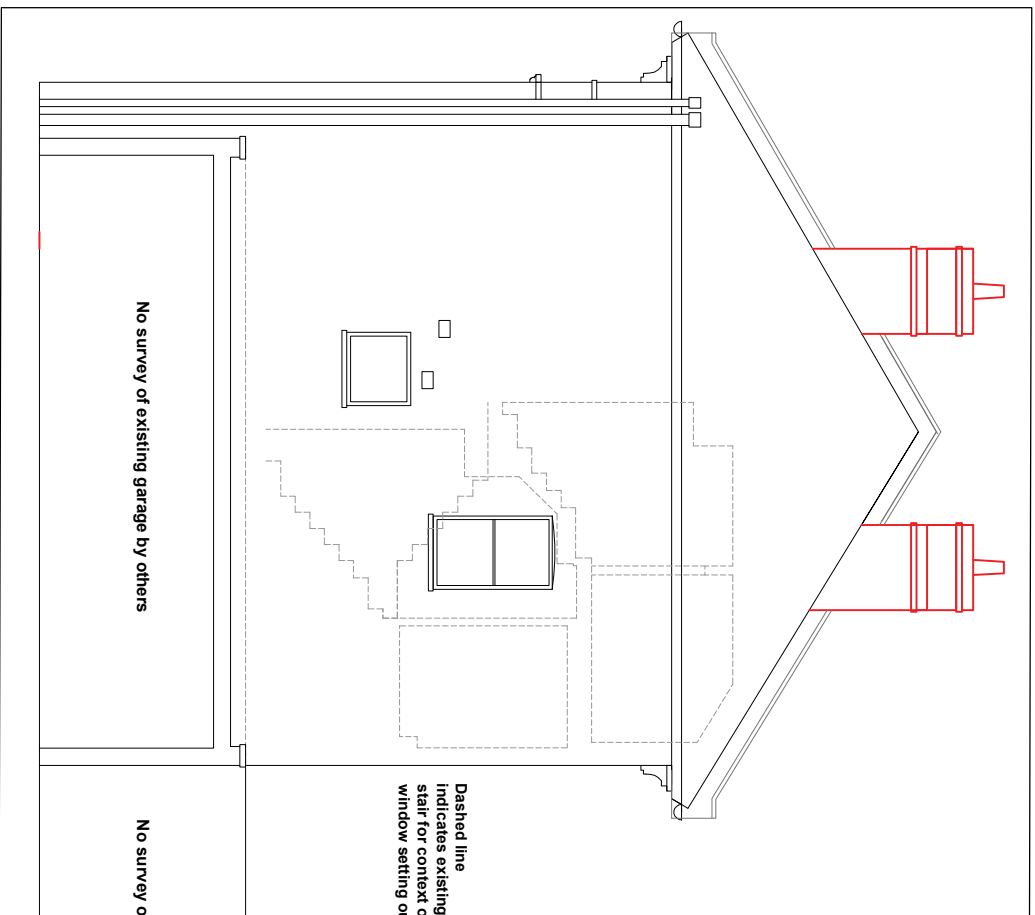 No survey of existing garage by others
Dashed line
indicates existing
stair for context
window setting
No survey